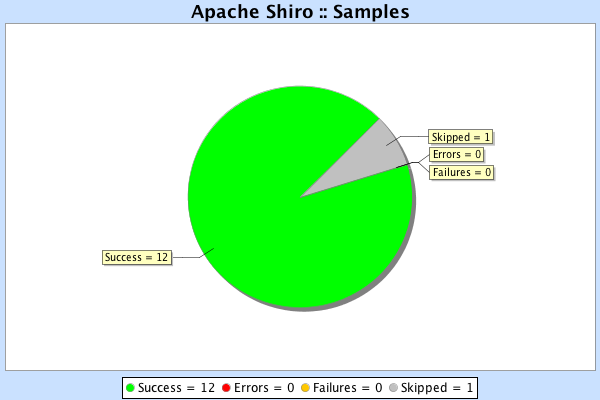 Apache Shiro :: Samples
Skipped = 1
Errors = 0
Failures = 0
Success = 12
Success = 12 Errors = 0 Failures = 0 Skipped = 1